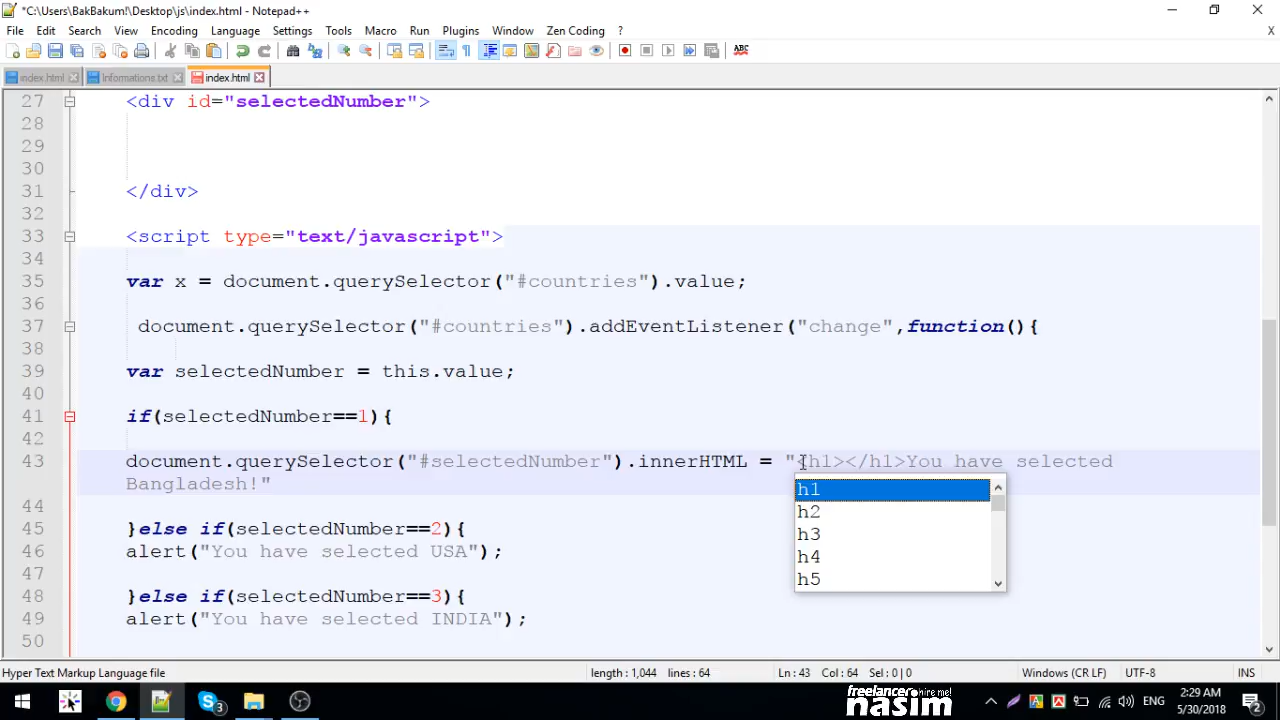 *C:\Users\BakBakum!\Desktop\js\index.html - Notepad++
File Edit Search View Encoding Language Settings Tools Macro Run Plugins Window Zen Coding ? X
ABC
index.html Informations.txt index.html
27 <div id="selectedNumber">
28
29
30
31 </div>
32
33 <script type="text/javascript">
34
35 var x = document.querySelector("#countries").value;
36
37 document.querySelector("#countries").addEventListener("change",function(){
38
39 var selectedNumber = this.value;
40
41 if(selectedNumber==1){
42
43 document.querySelector("#selectedNumber").innerHTML = "<h1></h1>You have selected
Bangladesh!"
h1
h2
h3
h4
h5
44
45 }else if(selectedNumber==2){
46 alert("You have selected USA");
47
48 }else if(selectedNumber==3){
49 alert("You have selected INDIA");
50
Hyper Text Markup Language file length : 1,044 lines : 64 Ln : 43 Col : 64 Sel : 0 | 0 Windows (CR LF) UTF-8 INS
3 freelancer hire me! nasim ENG 2:29 AM 5/30/2018 2